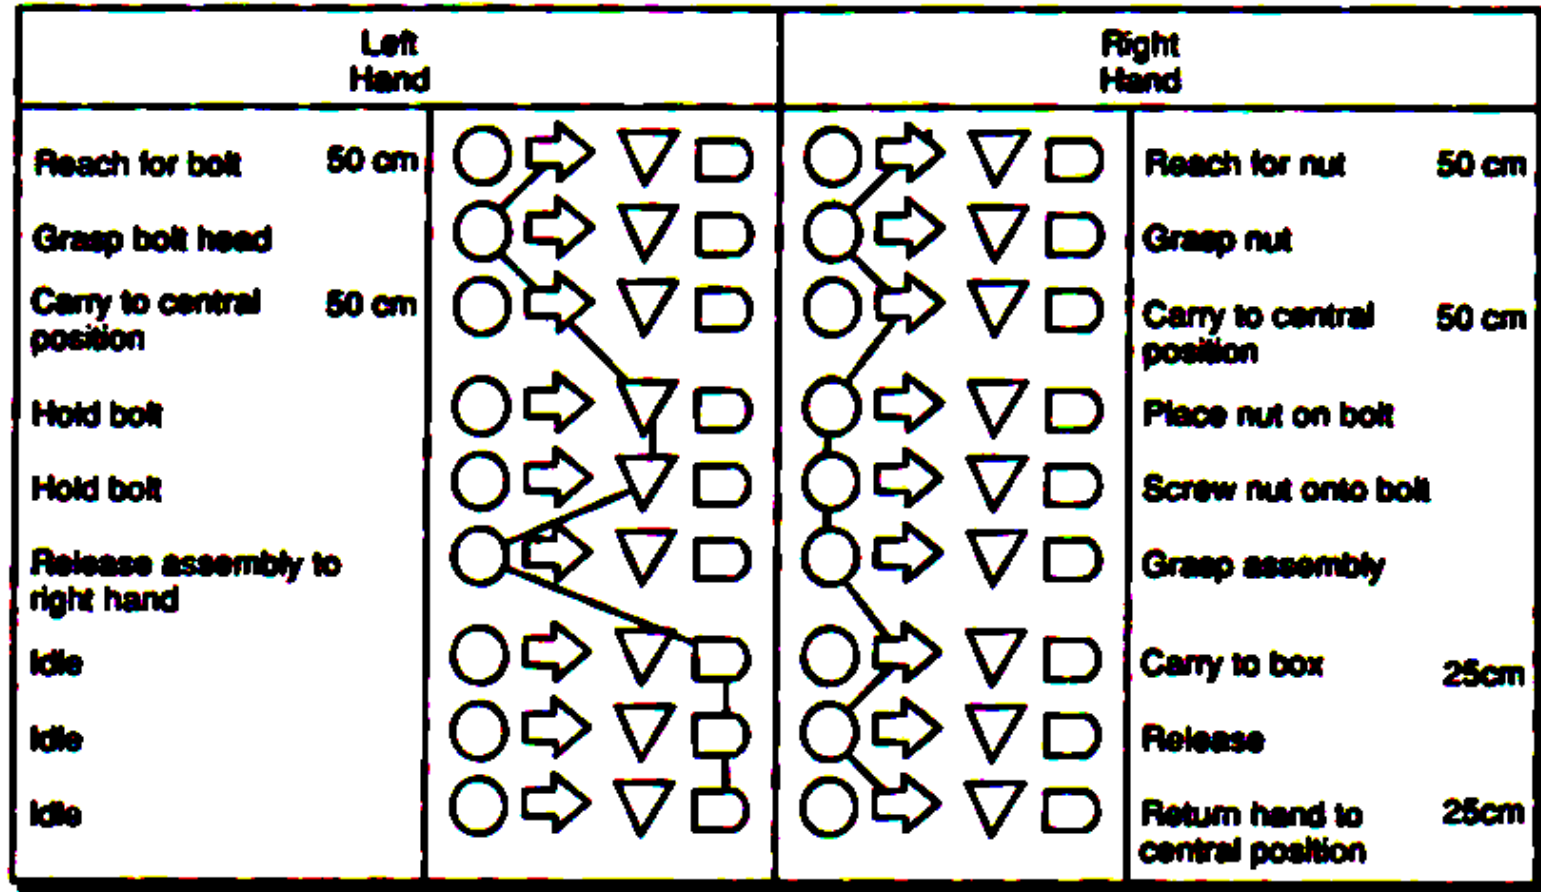 Left
Hand
Right
Hand
Reach for bolt 50 cm
Reach for nut 50 cm
Grasp bolt head
Grasp nut
Carry to central 50 cm
position
Carry to central 50 cm
position
Hold bolt
Place nut on bolt
Hold bolt
Screw nut onto bolt
Release assembly to
right hand
Grasp assembly
Idle
Carry to box 25cm
Idle
Release
Idle
Return hand to 25cm
central position